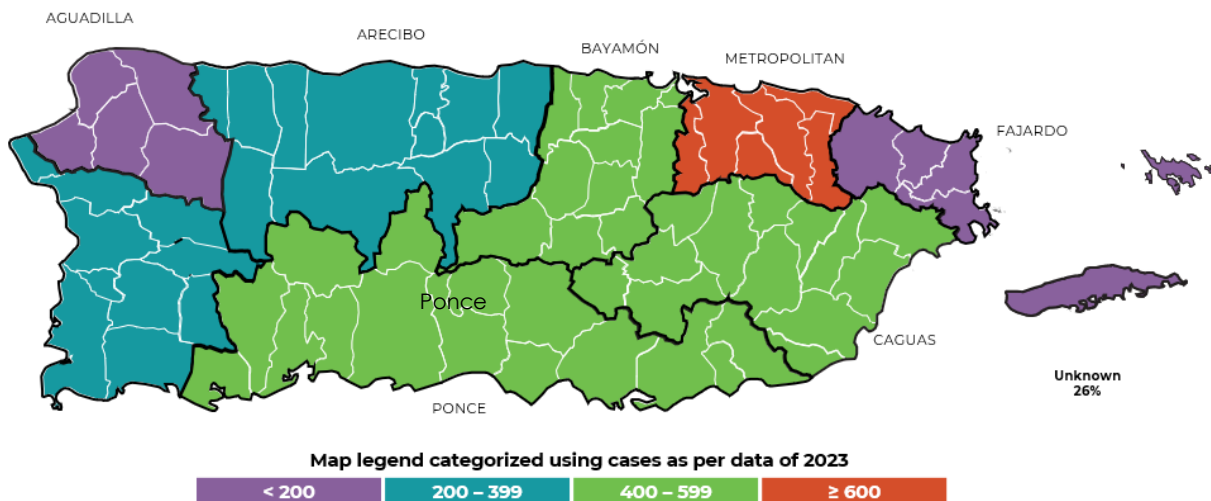 AGUADILLA
ARECIBO
BAYAMÓN
METROPOLITAN
FAJARDO
Ponce
CAGUAS
PONCE
Unknown
26%
Map legend categorized using cases as per data of 2023
< 200
200 – 399
400 – 599
≥ 600